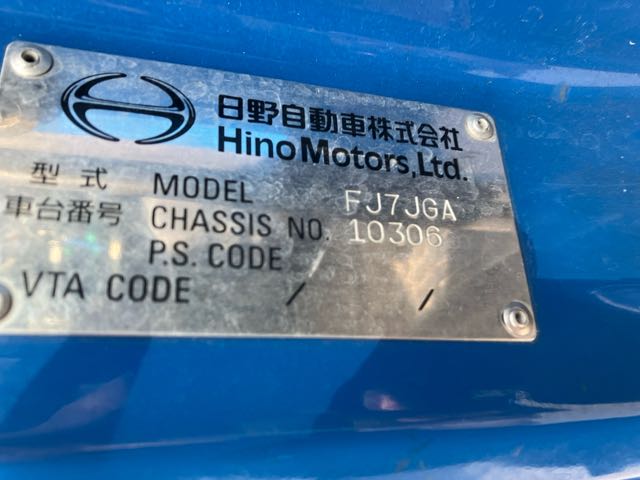 日野自動車株式会社
Hino Motors, Ltd.
型式 MODEL FJ7JGA
車台番号 CHASSIS NO. 10306
P.S. CODE
VTA CODE / /